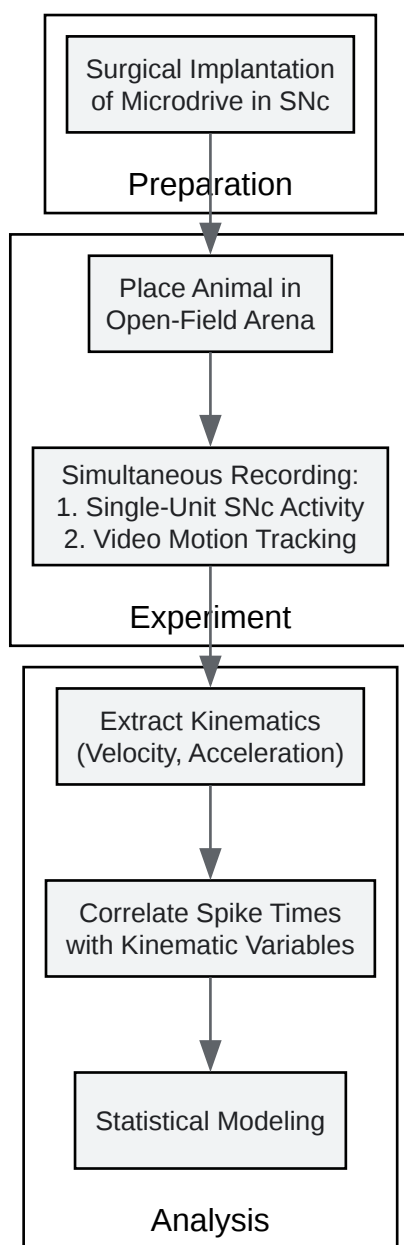 Surgical Implantation
of Microdrive in SNc
Preparation
Place Animal in
Open-Field Arena
Simultaneous Recording:
1. Single-Unit SNc Activity
2. Video Motion Tracking
Experiment
Extract Kinematics
(Velocity, Acceleration)
Correlate Spike Times
with Kinematic Variables
Statistical Modeling
Analysis